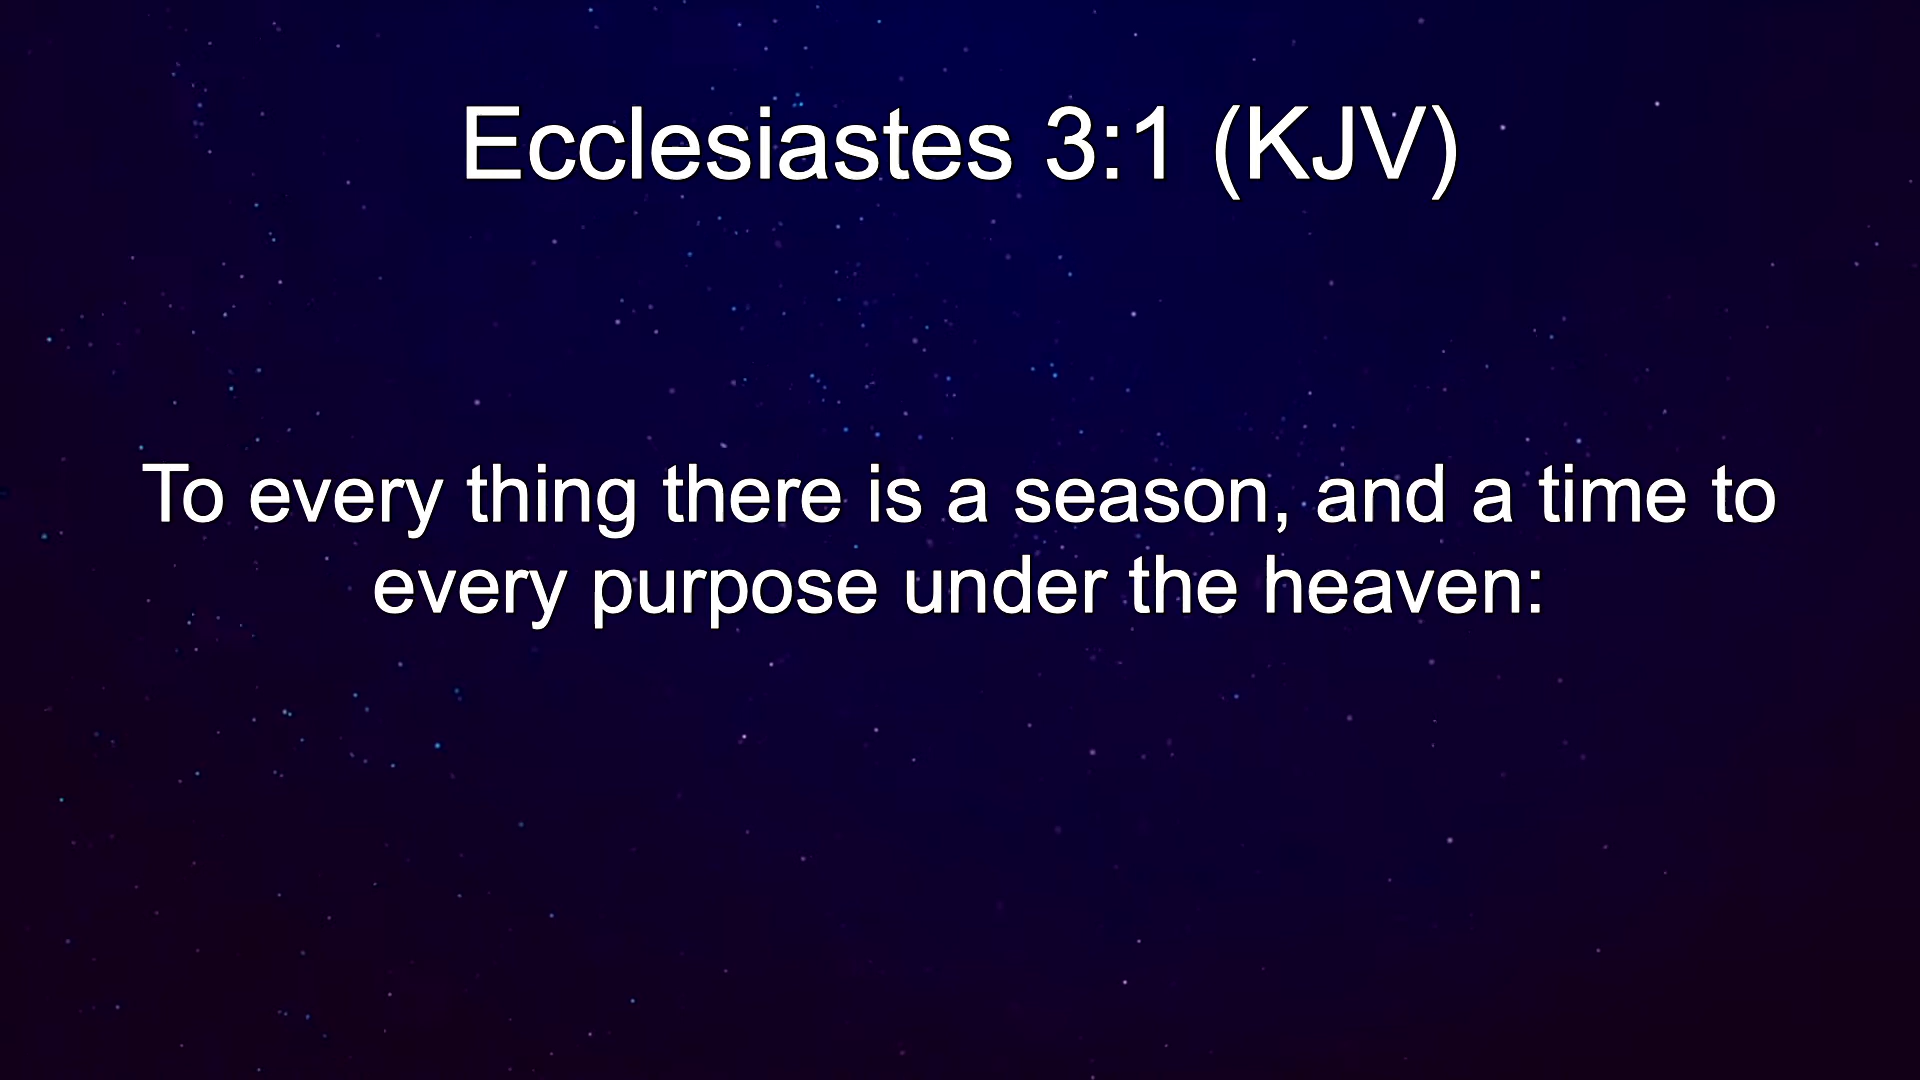 Ecclesiastes 3:1 (KJV)
To every thing there is a season, and a time to
every purpose under the heaven: